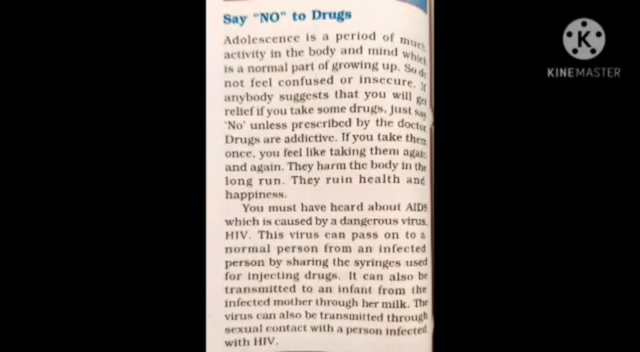 Say "NO" to Drugs
Adolescence is a period of much
activity in the body and mind which
is a normal part of growing up. So do
not feel confused or insecure. If
anybody suggests that you will get
relief if you take some drugs, just say
'No' unless prescribed by the doctor.
Drugs are addictive. If you take them
once, you feel like taking them again
and again. They harm the body in the
long run. They ruin health and
happiness.
You must have heard about AIDS
which is caused by a dangerous virus,
HIV. This virus can pass on to a
normal person from an infected
person by sharing the syringes used
for injecting drugs. It can also be
transmitted to an infant from the
infected mother through her milk. The
virus can also be transmitted through
sexual contact with a person infected
with HIV.
KINEMASTER